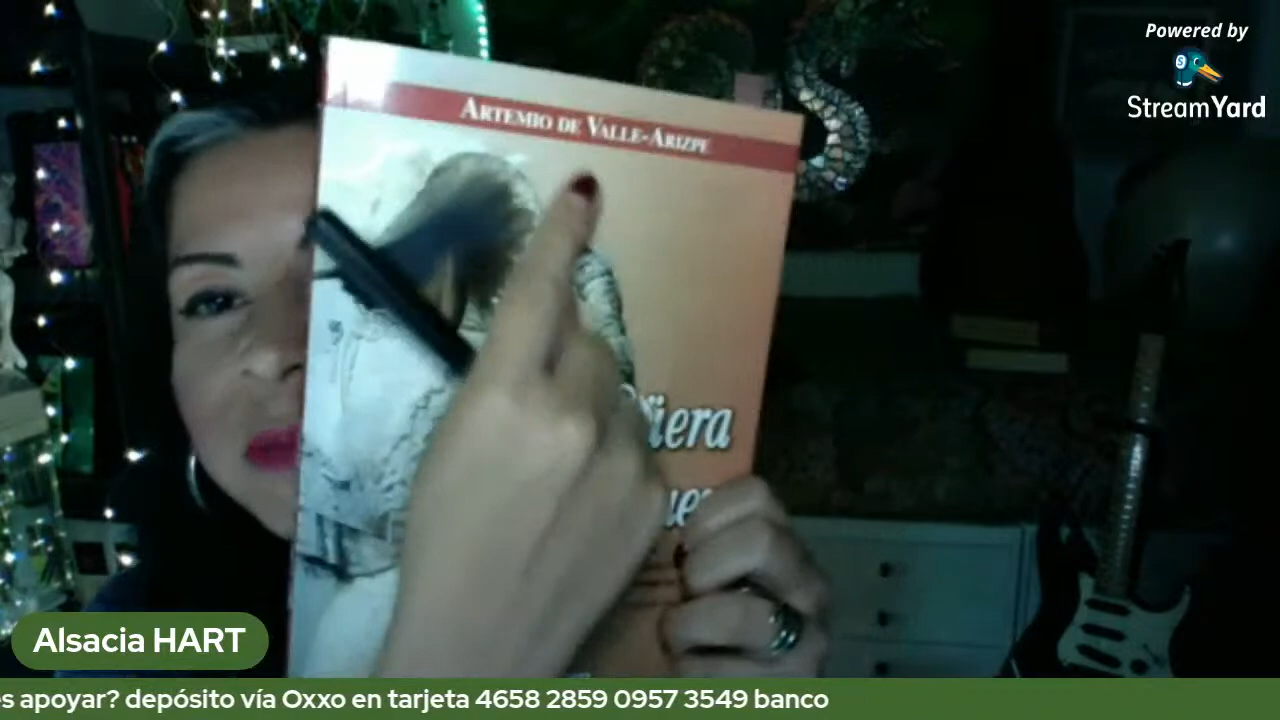 Powered by
StreamYard
ARTEMIO DE VALLE-ARIZPE
Alsacia HART
es apoyar? depósito vía Oxxo en tarjeta 4658 2859 0957 3549 banco